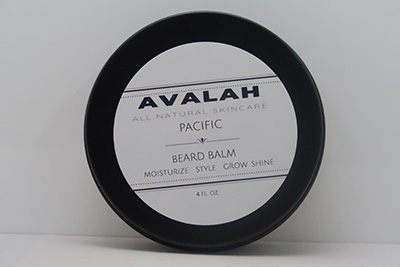 AVALAH
ALL NATURAL SKINCARE
PACIFIC
BEARD BALM
MOISTURIZE STYLE GROW SHINE
4 FL OZ